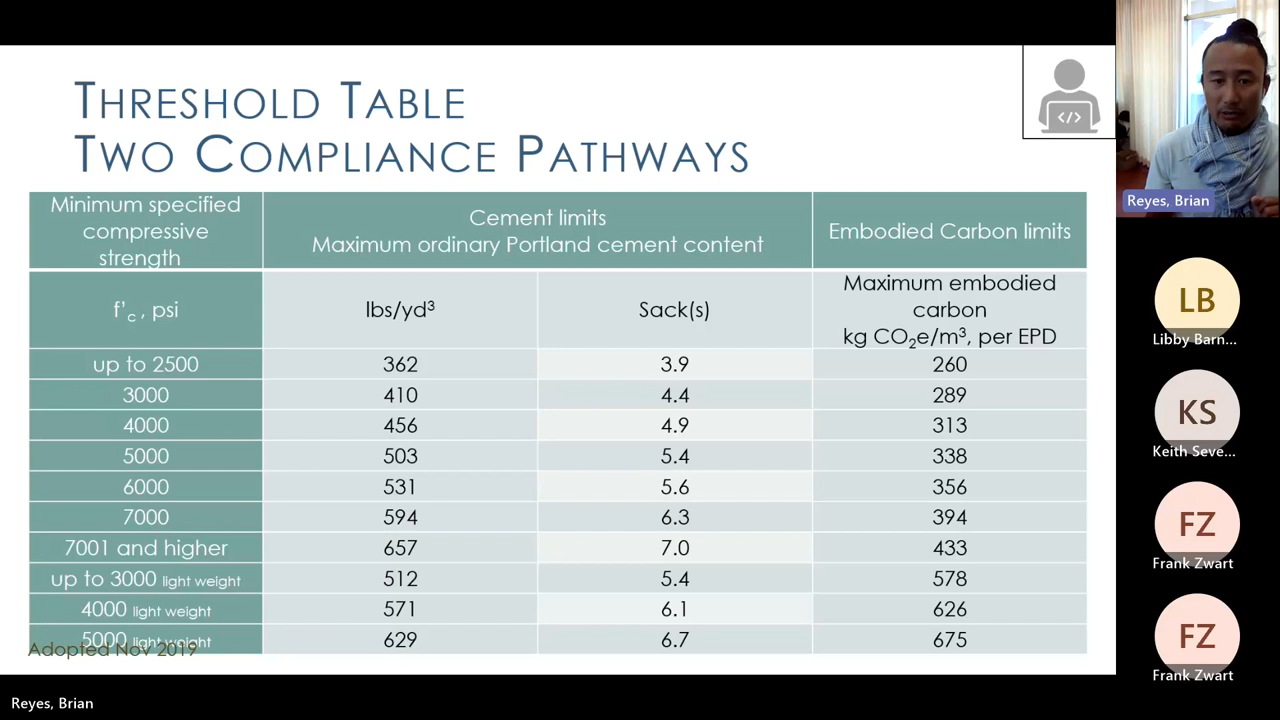 THRESHOLD TABLE
TWO COMPLIANCE PATHWAYS
Minimum specified compressive strength
Cement limits
Maximum ordinary Portland cement content
Embodied Carbon limits
f'c , psi
lbs/yd³
Sack(s)
Maximum embodied carbon
kg CO₂e/m³, per EPD
up to 2500 362 3.9 260
3000 410 4.4 289
4000 456 4.9 313
5000 503 5.4 338
6000 531 5.6 356
7000 594 6.3 394
7001 and higher 657 7.0 433
up to 3000 light weight 512 5.4 578
4000 light weight 571 6.1 626
5000 light weight 629 6.7 675
Adopted Nov 2019
</>
Reyes, Brian
LB
Libby Barn...
KS
Keith Seve...
FZ
Frank Zwart
FZ
Frank Zwart
Reyes, Brian